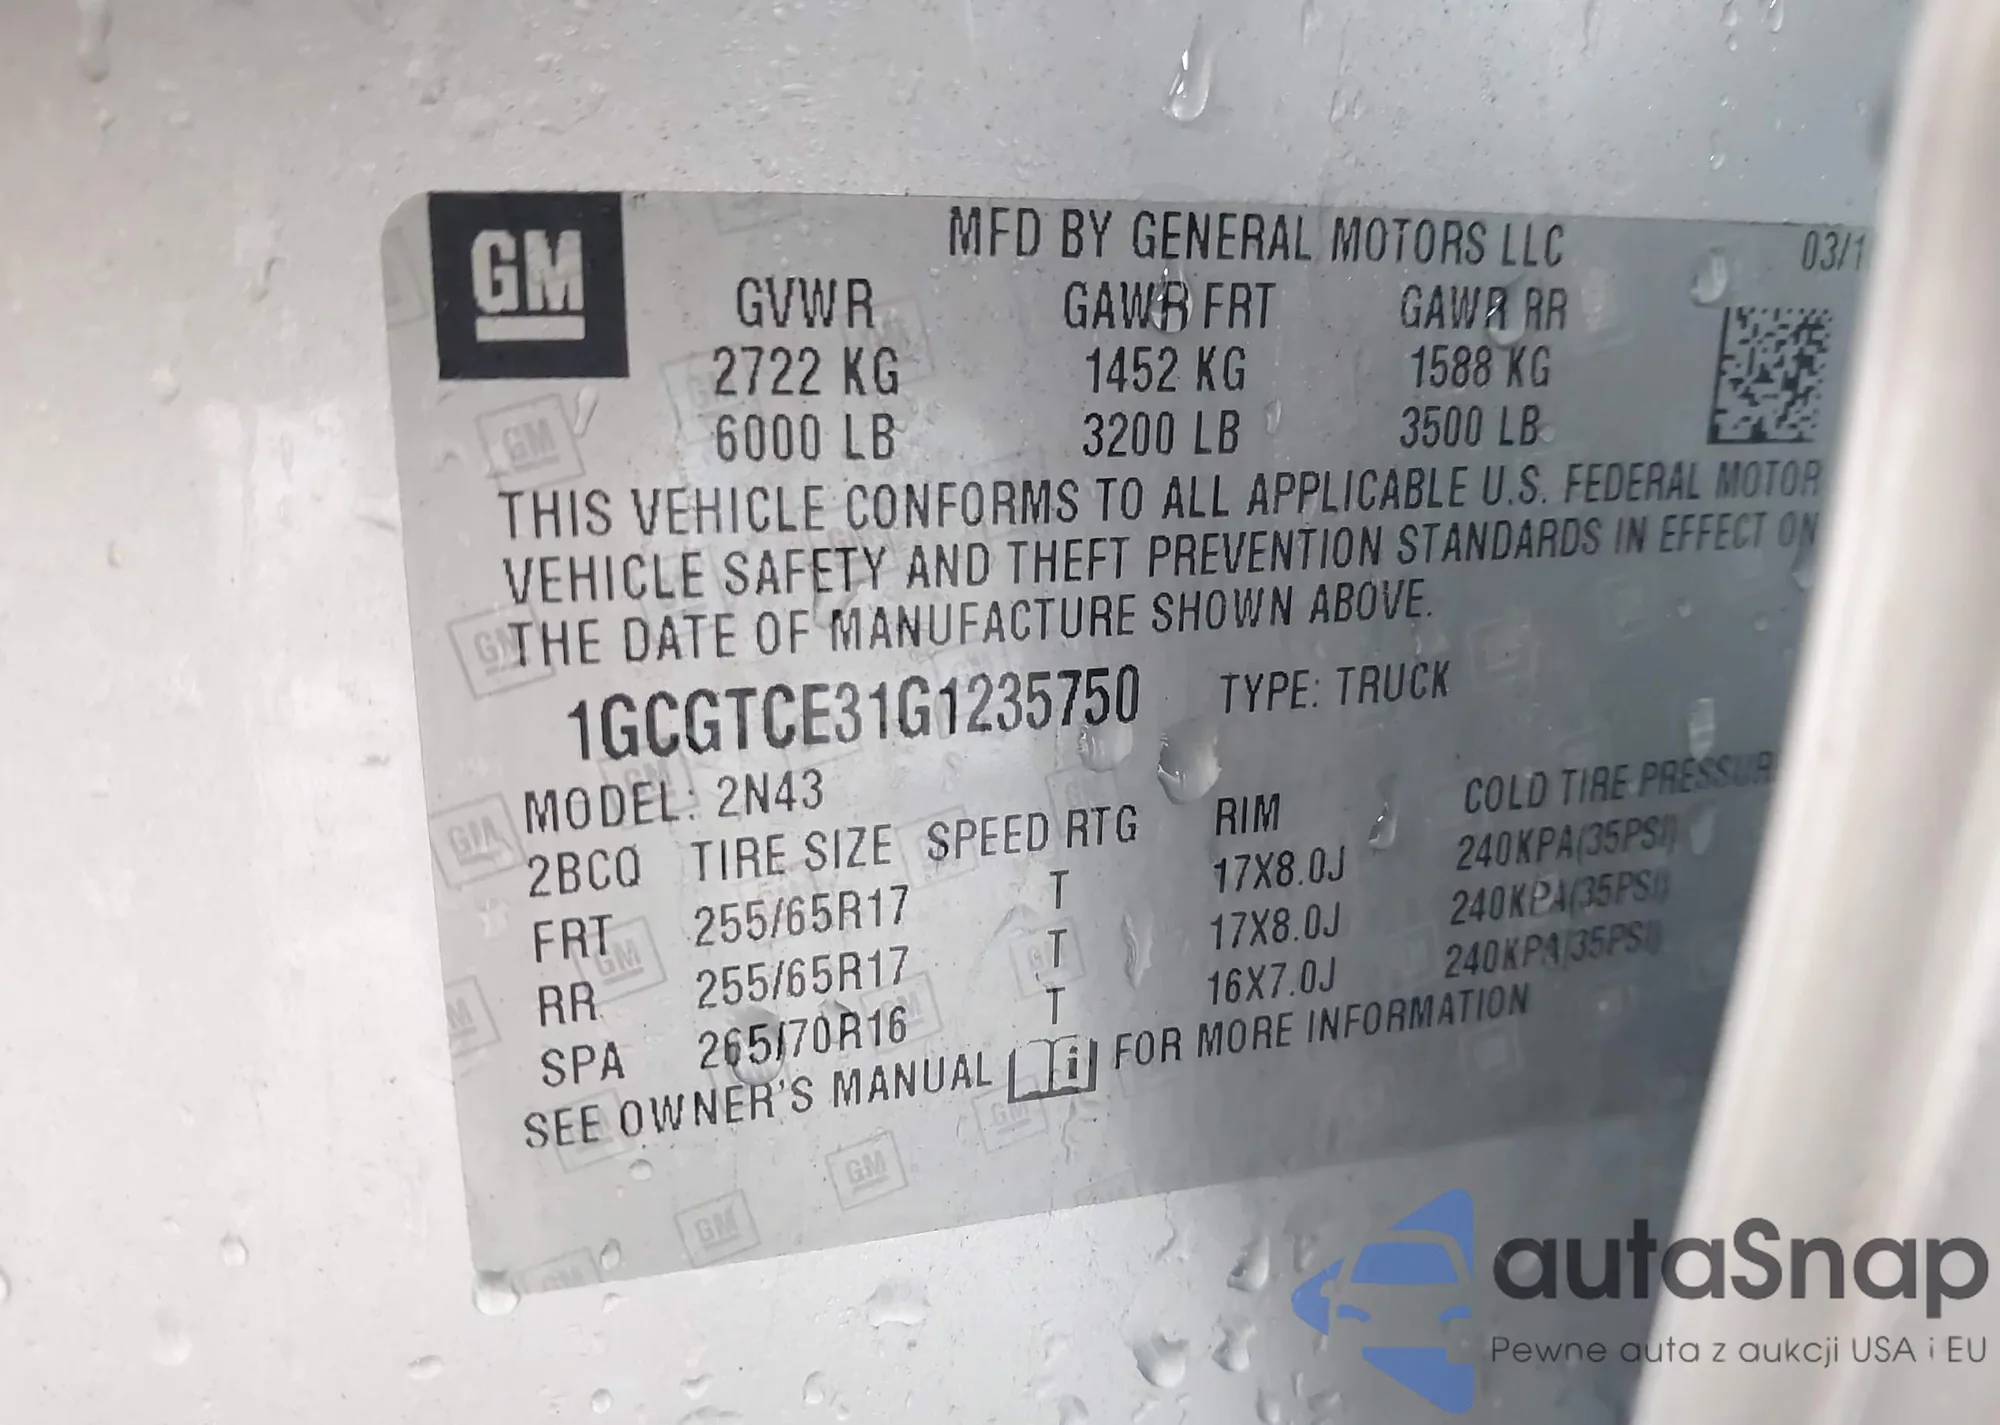 GM
MFD BY GENERAL MOTORS LLC 03/1
GVWR GAWR FRT GAWR RR
2722 KG 1452 KG 1588 KG
6000 LB 3200 LB 3500 LB
THIS VEHICLE CONFORMS TO ALL APPLICABLE U.S. FEDERAL MOTOR
VEHICLE SAFETY AND THEFT PREVENTION STANDARDS IN EFFECT ON
THE DATE OF MANUFACTURE SHOWN ABOVE.
1GCGTCE31G1235750 TYPE: TRUCK
MODEL: 2N43
2BCQ TIRE SIZE SPEED RTG RIM COLD TIRE PRESSUR
FRT 255/65R17 T 17X8.0J 240KPA(35PSI)
RR 255/65R17 T 17X8.0J 240KPA(35PSI)
SPA 265/70R16 T 16X7.0J 240KPA(35PSI)
SEE OWNER'S MANUAL i FOR MORE INFORMATION
autaSnap
Pewne auta z aukcji USA i EU